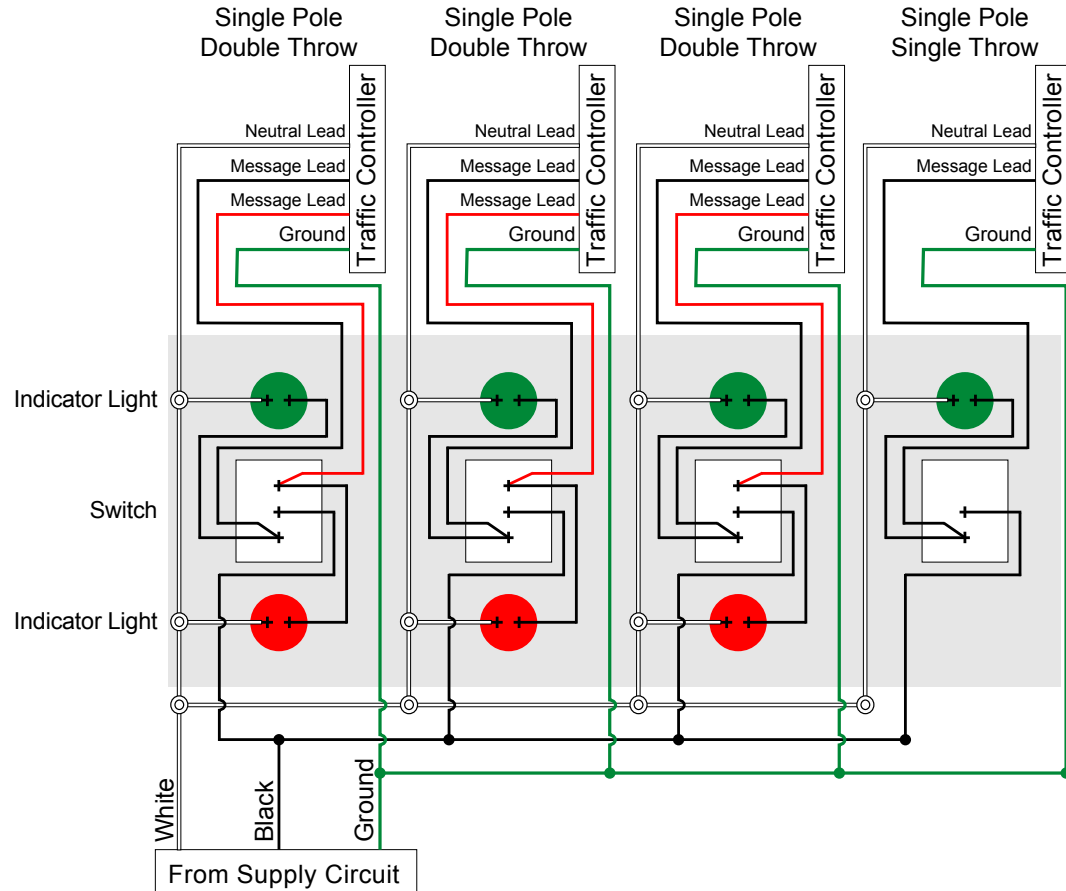 Single Pole
Double Throw
Single Pole
Double Throw
Single Pole
Double Throw
Single Pole
Single Throw
Neutral Lead
Message Lead
Message Lead
Ground
Traffic Controller
Neutral Lead
Message Lead
Message Lead
Ground
Traffic Controller
Neutral Lead
Message Lead
Message Lead
Ground
Traffic Controller
Neutral Lead
Message Lead
Ground
Traffic Controller
Indicator Light
Switch
Indicator Light
White
Black
Ground
From Supply Circuit